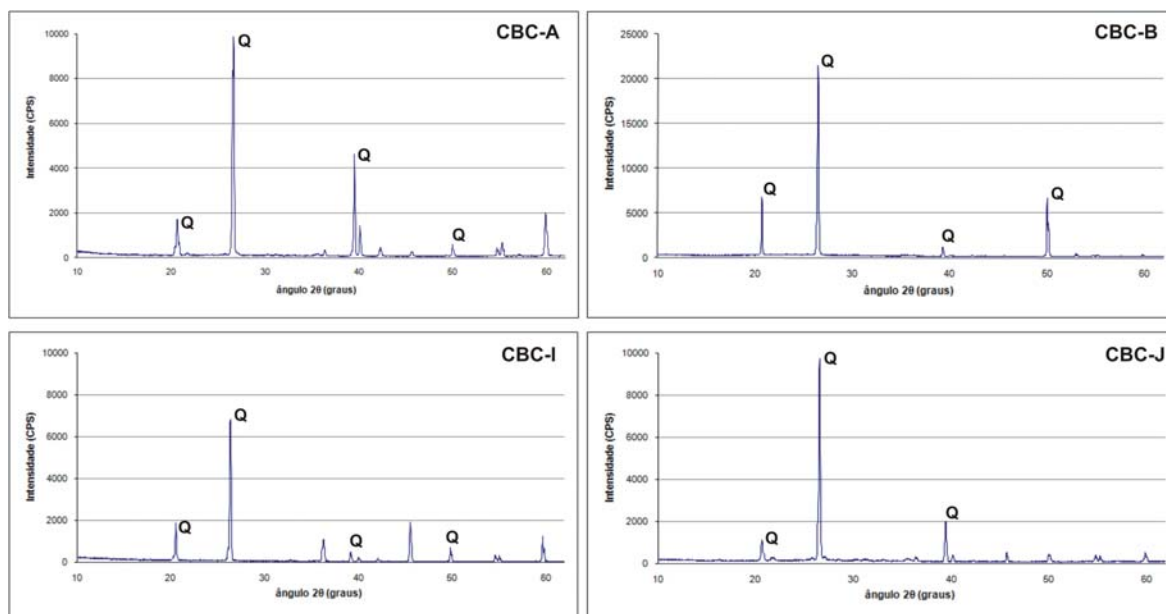 CBC-A
Intensidade (CPS)
10000
8000
6000
4000
2000
0
Q
Q
Q
Q
10 20 30 40 50 60
ângulo 2θ (graus)
CBC-B
Intensidade (CPS)
25000
20000
15000
10000
5000
0
Q
Q
Q
Q
10 20 30 40 50 60
ângulo 2θ (graus)
CBC-I
Intensidade (CPS)
10000
8000
6000
4000
2000
0
Q
Q
Q
Q
10 20 30 40 50 60
ângulo 2θ (graus)
CBC-J
Intensidade (CPS)
10000
8000
6000
4000
2000
0
Q
Q
Q
10 20 30 40 50 60
ângulo 2θ (graus)